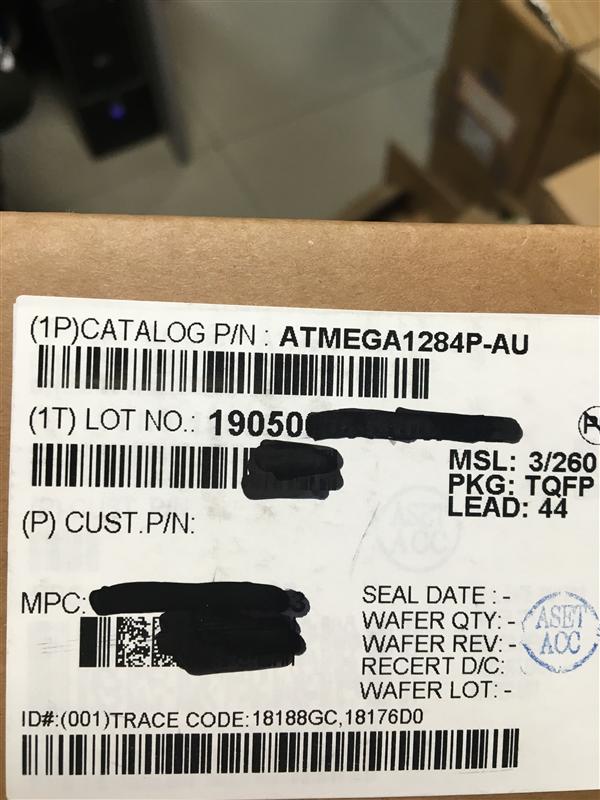 (1P)CATALOG P/N : ATMEGA1284P-AU
(1T) LOT NO.: 19050
MSL: 3/260
PKG: TQFP
LEAD: 44
(P) CUST.P/N:
ASET
ACC
MPC:
SEAL DATE : -
WAFER QTY: -
WAFER REV: -
RECERT D/C:
WAFER LOT: -
ASET
ACC
ID#:(001)TRACE CODE:18188GC,18176D0